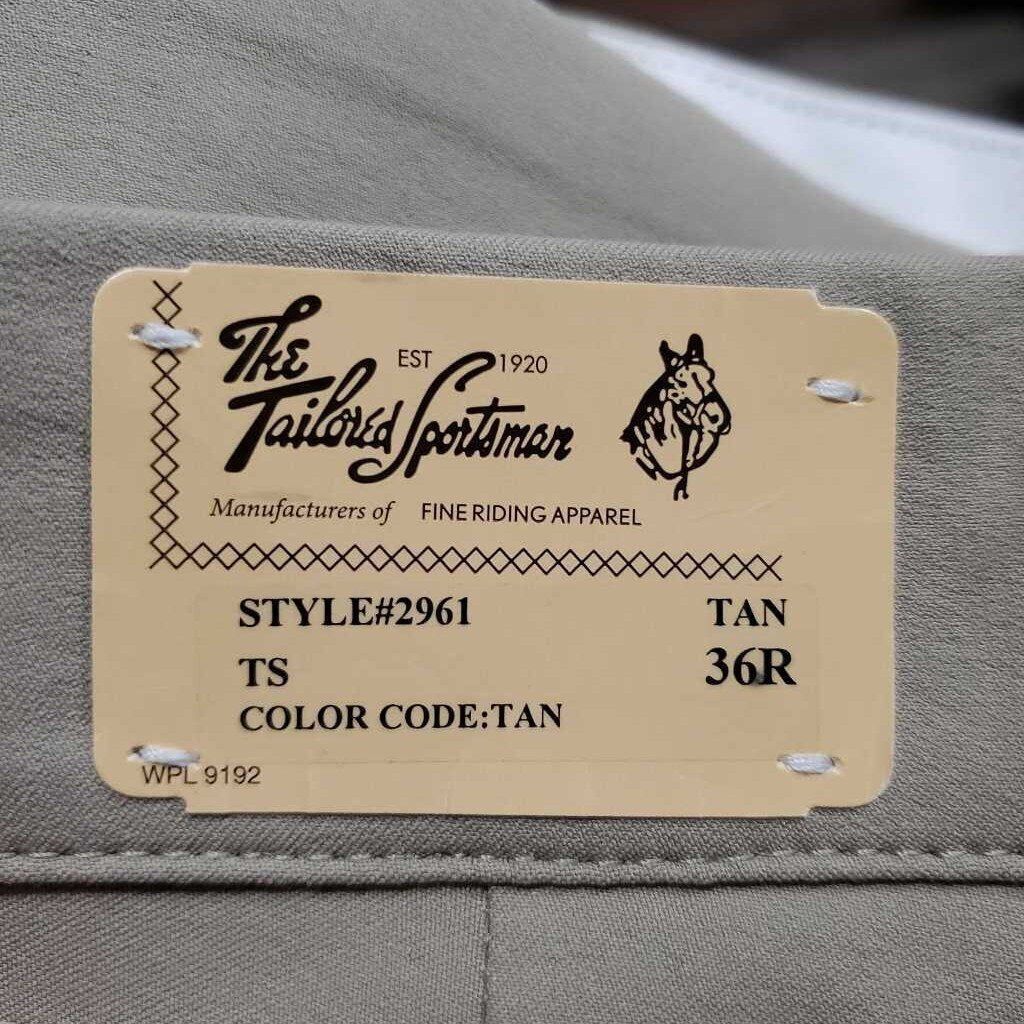 The
EST 1920
Tailored Sportsman
Manufacturers of FINE RIDING APPAREL
STYLE#2961 TAN
TS 36R
COLOR CODE:TAN
WPL 9192